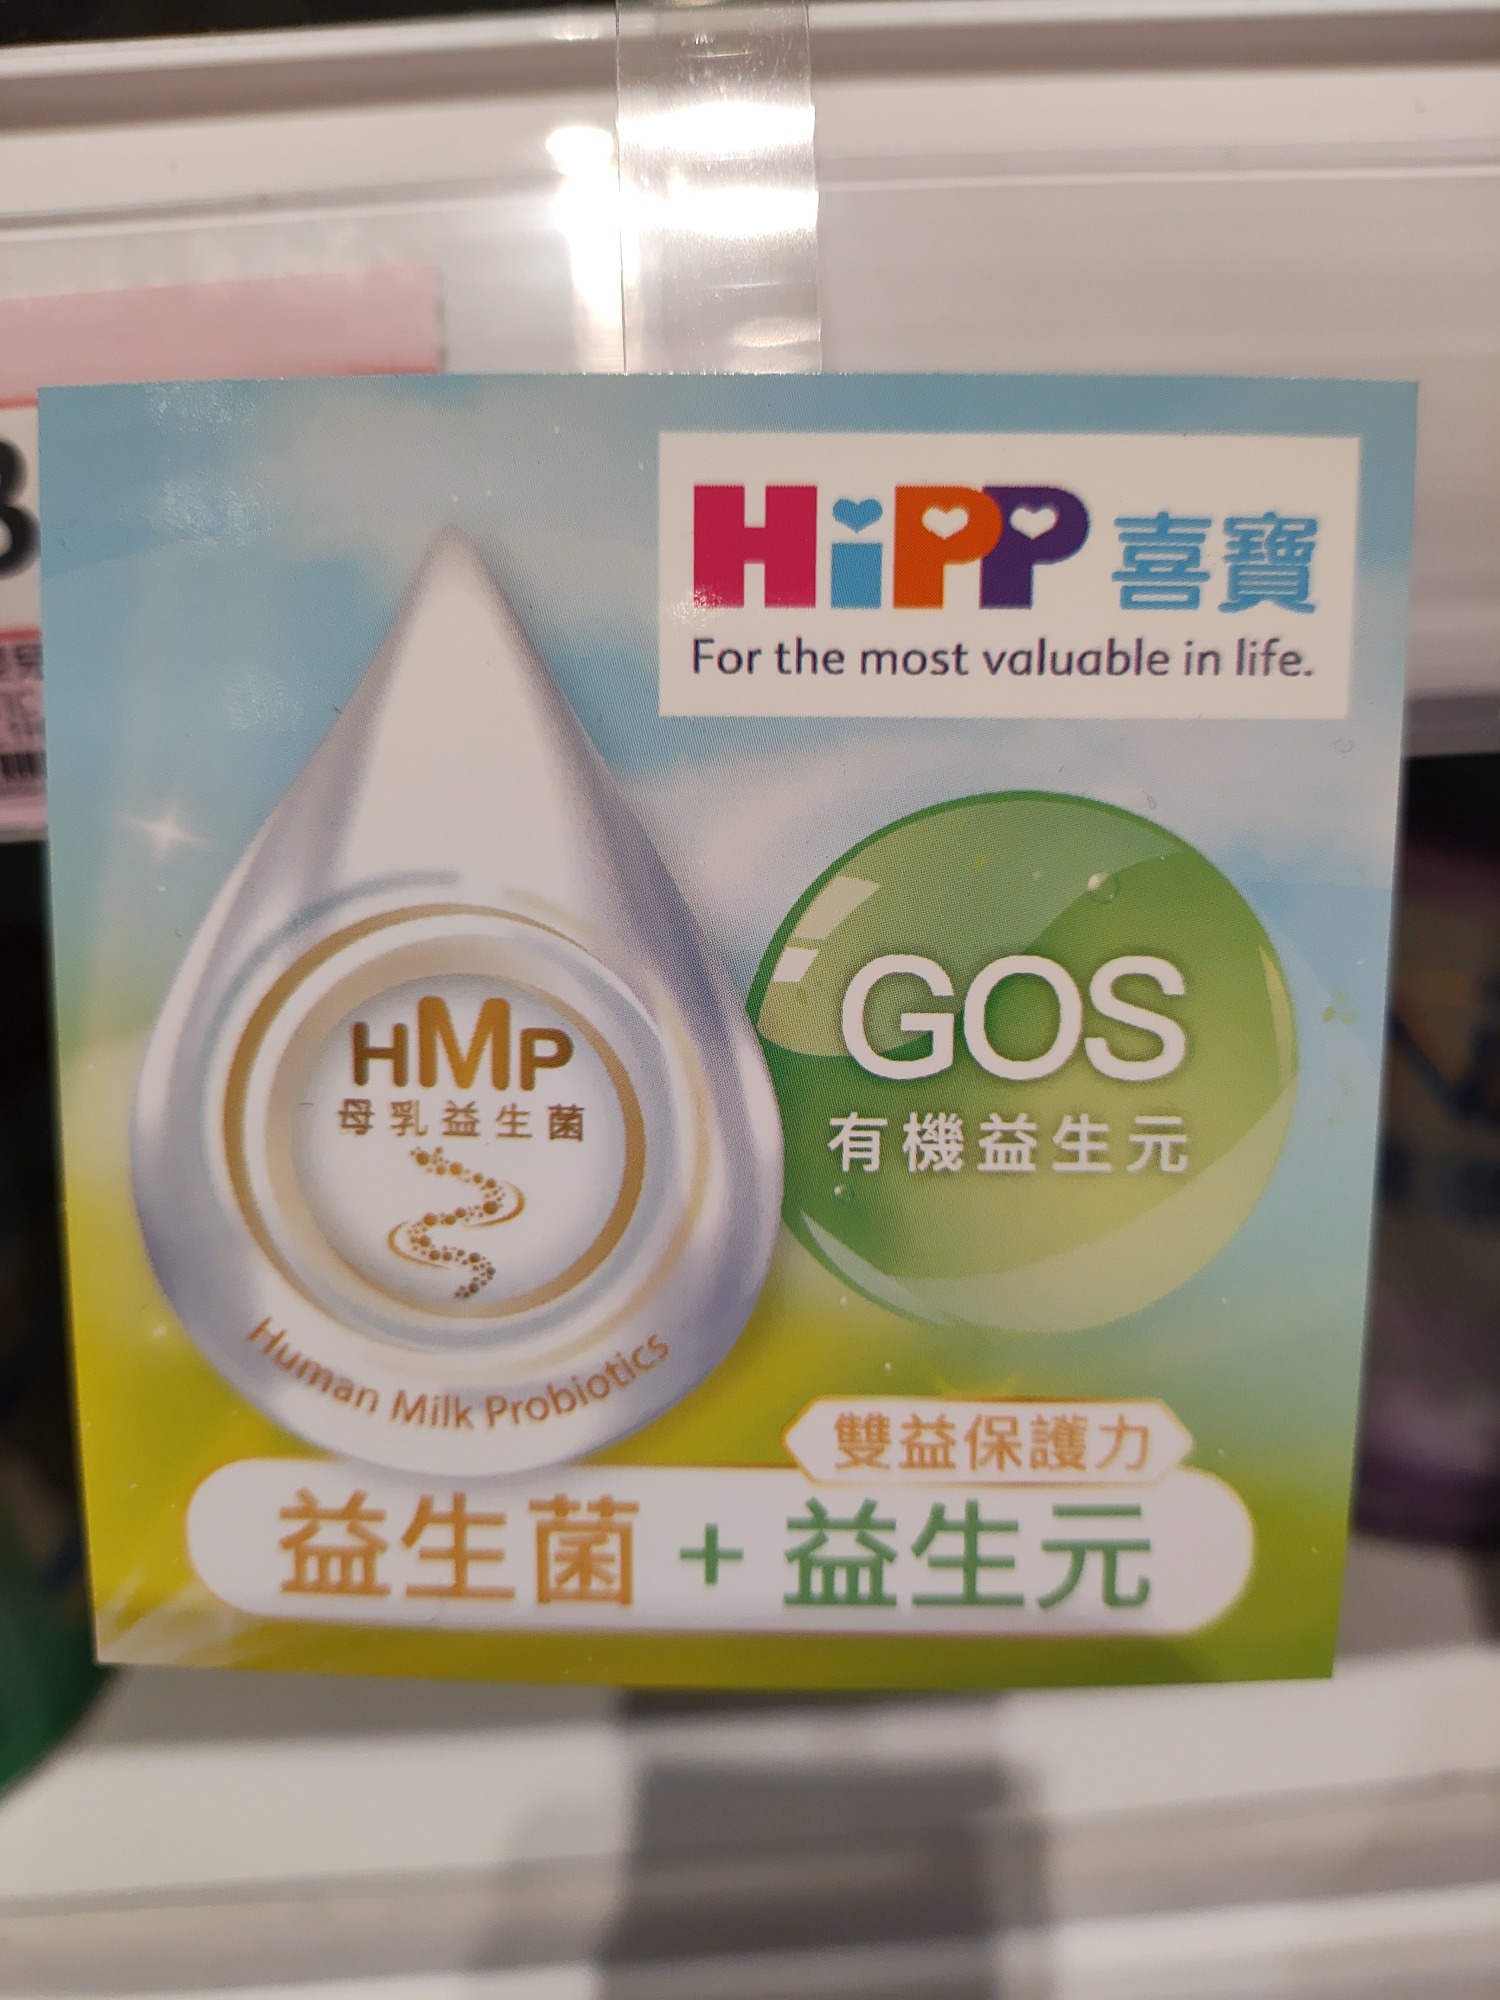 HiPP 喜寶
For the most valuable in life.
HMP
母乳益生菌
Human Milk Probiotics
GOS
有機益生元
雙益保護力
益生菌 + 益生元